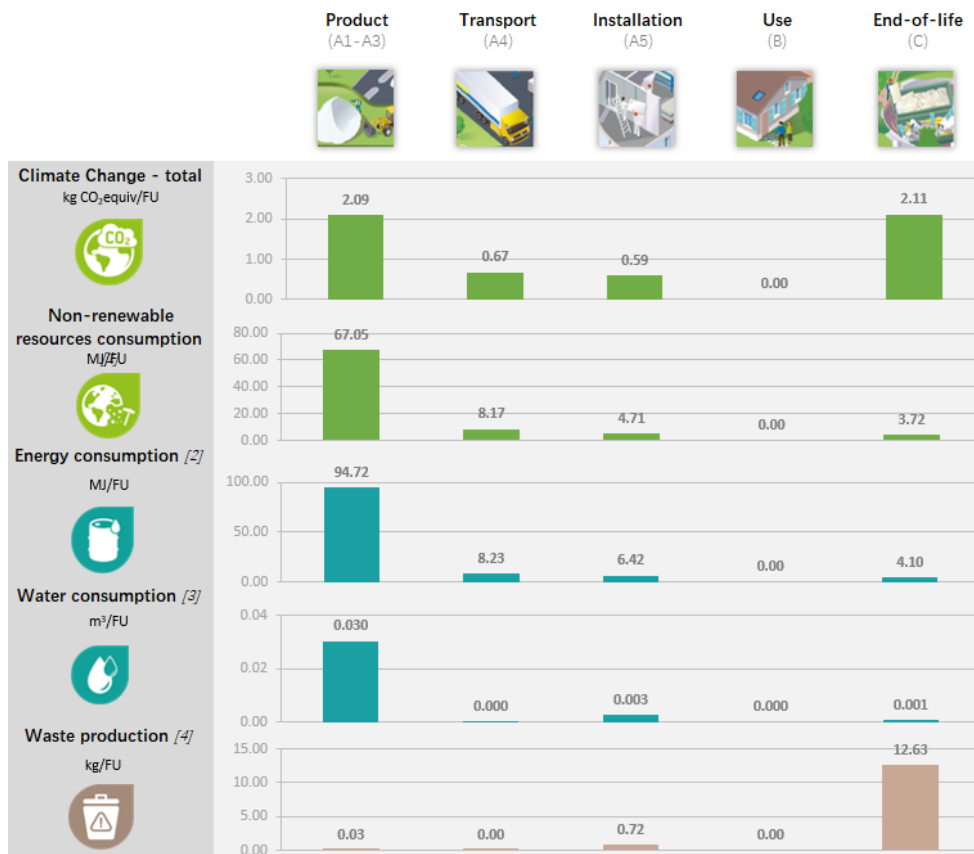 Product
(A1-A3)
Transport
(A4)
Installation
(A5)
Use
(B)
End-of-life
(C)
Climate Change - total
kg CO₂equiv/FU
CO₂
3.00
2.00
1.00
0.00
2.09
0.67
0.59
0.00
2.11
Non-renewable
resources consumption
80.00
60.00
40.00
20.00
0.00
67.05
8.17
4.71
0.00
3.72
Energy consumption [2]
MJ/FU
100.00
50.00
0.00
94.72
8.23
6.42
0.00
4.10
Water consumption [3]
m³/FU
0.04
0.02
0.00
0.030
0.000
0.003
0.000
0.001
Waste production [4]
kg/FU
15.00
10.00
5.00
0.00
0.03
0.00
0.72
0.00
12.63